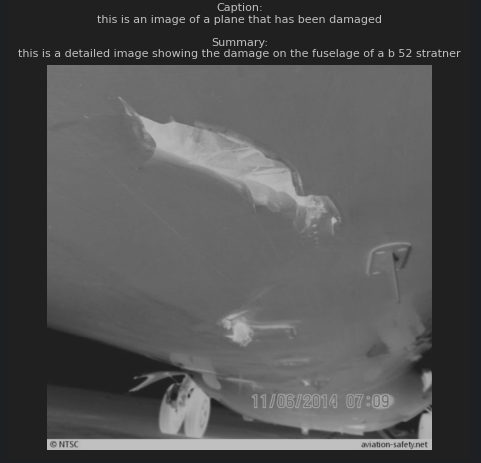 Caption:
this is an image of a plane that has been damaged
Summary:
this is a detailed image showing the damage on the fuselage of a b 52 stratner
11/06/2014 07:09
© NTSC
aviation-safety.net